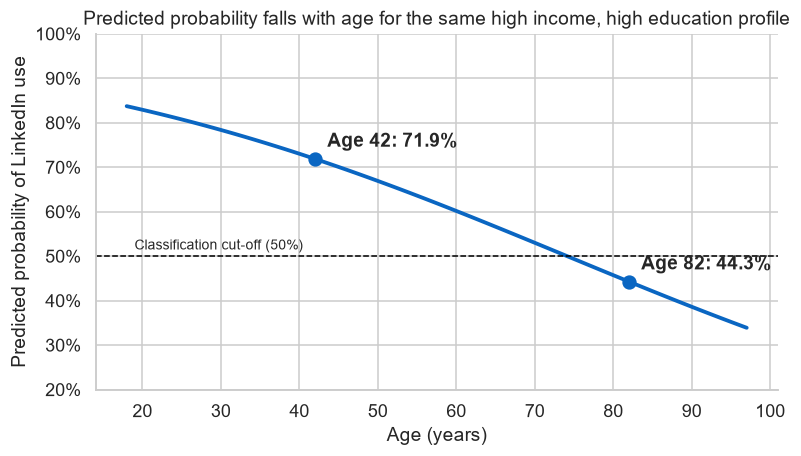 Predicted probability falls with age for the same high income, high education profile
Predicted probability of LinkedIn use
100%
90%
80%
70%
60%
50%
40%
30%
20%
Age 42: 71.9%
Classification cut-off (50%)
Age 82: 44.3%
20 30 40 50 60 70 80 90 100
Age (years)